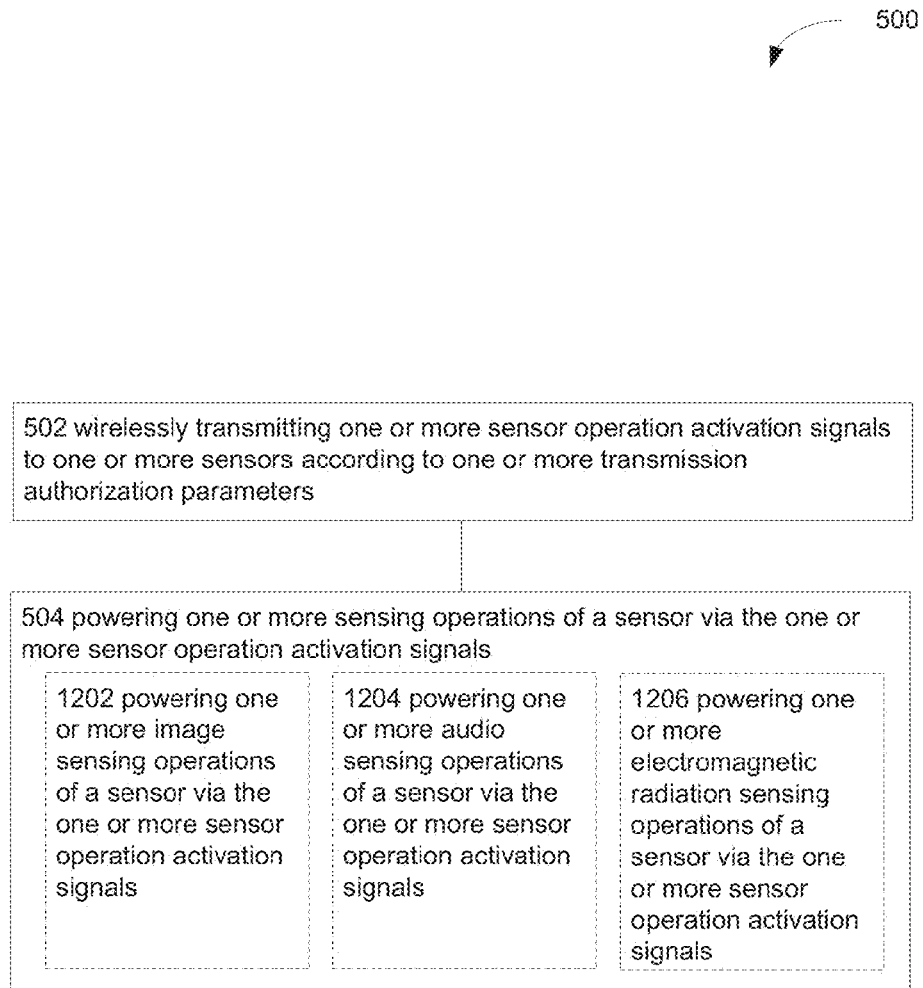 500
502 wirelessly transmitting one or more sensor operation activation signals
to one or more sensors according to one or more transmission
authorization parameters
504 powering one or more sensing operations of a sensor via the one or
more sensor operation activation signals
1202 powering one
or more image
sensing operations
of a sensor via the
one or more sensor
operation activation
signals
1204 powering one
or more audio
sensing operations
of a sensor via the
one or more sensor
operation activation
signals
1206 powering one
or more
electromagnetic
radiation sensing
operations of a
sensor via the one
or more sensor
operation activation
signals